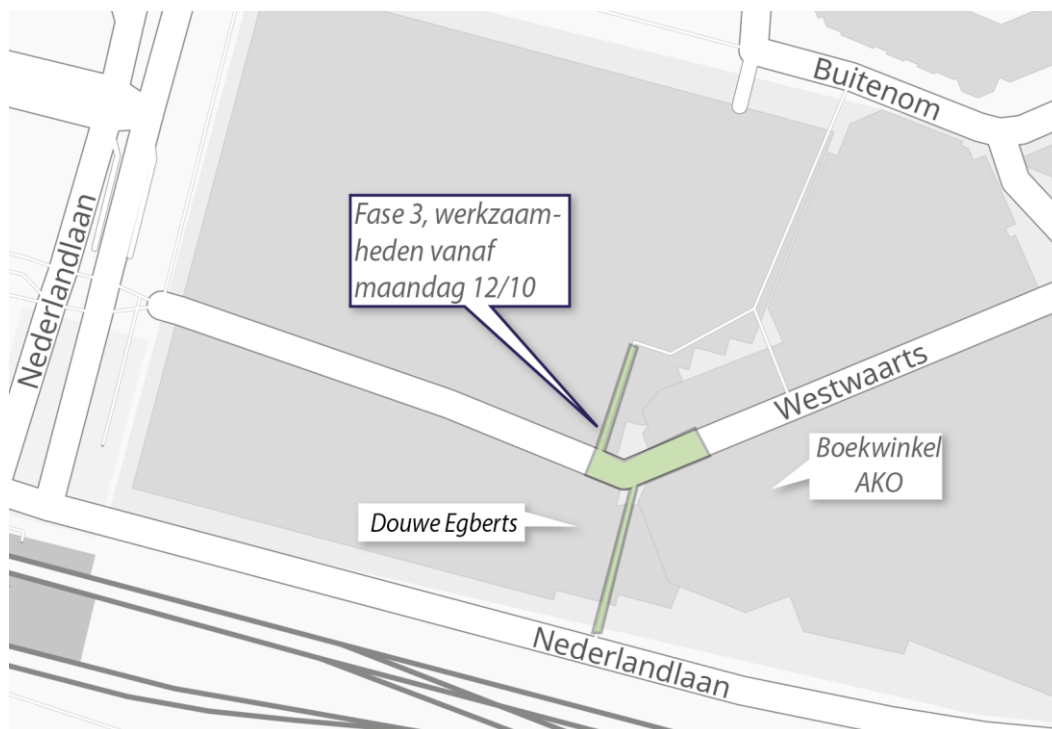 Buitenom
Nederlandlaan
Fase 3, werkzaam-
heden vanaf
maandag 12/10
Westwaarts
Boekwinkel
AKO
Douwe Egberts
Nederlandlaan